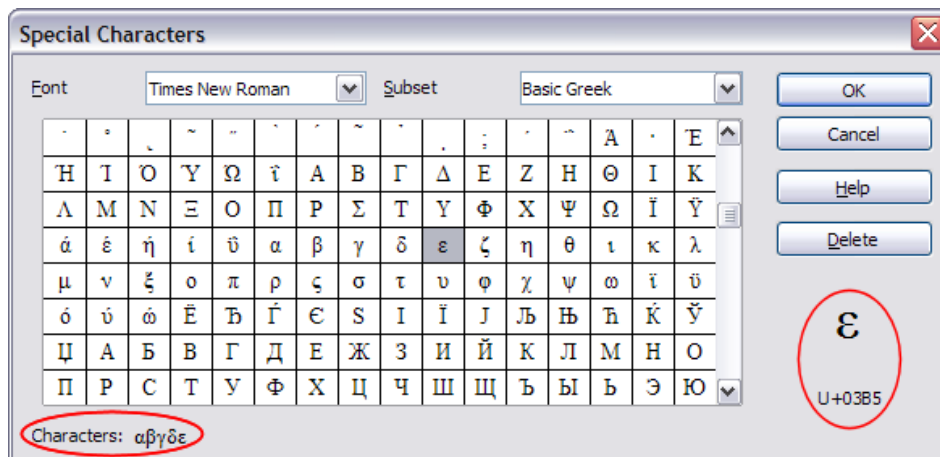 Special Characters
Font Times New Roman Subset Basic Greek OK
Cancel
΄ ΅ Ά · Έ
Ή Ί Ό Ύ Ώ ΐ Α Β Γ Δ Ε Ζ Η Θ Ι Κ
Help
Λ Μ Ν Ξ Ο Π Ρ Σ Τ Υ Φ Χ Ψ Ω Ϊ Ϋ
ά έ ή ί ΰ α β γ δ ε ζ η θ ι κ λ
Delete
μ ν ξ ο π ρ ς σ τ υ φ χ ψ ω ϊ ϋ
ό ύ ώ Ё Ђ Ѓ Є Ѕ І Ї Ј Љ Њ Ћ Ќ Ў
Џ А Б В Г Д Е Ж З И Й К Л М Н О
П Р С Т У Ф Х Ц Ч Ш Щ Ъ Ы Ь Э Ю
ε
U+03B5
Characters: αβγδε